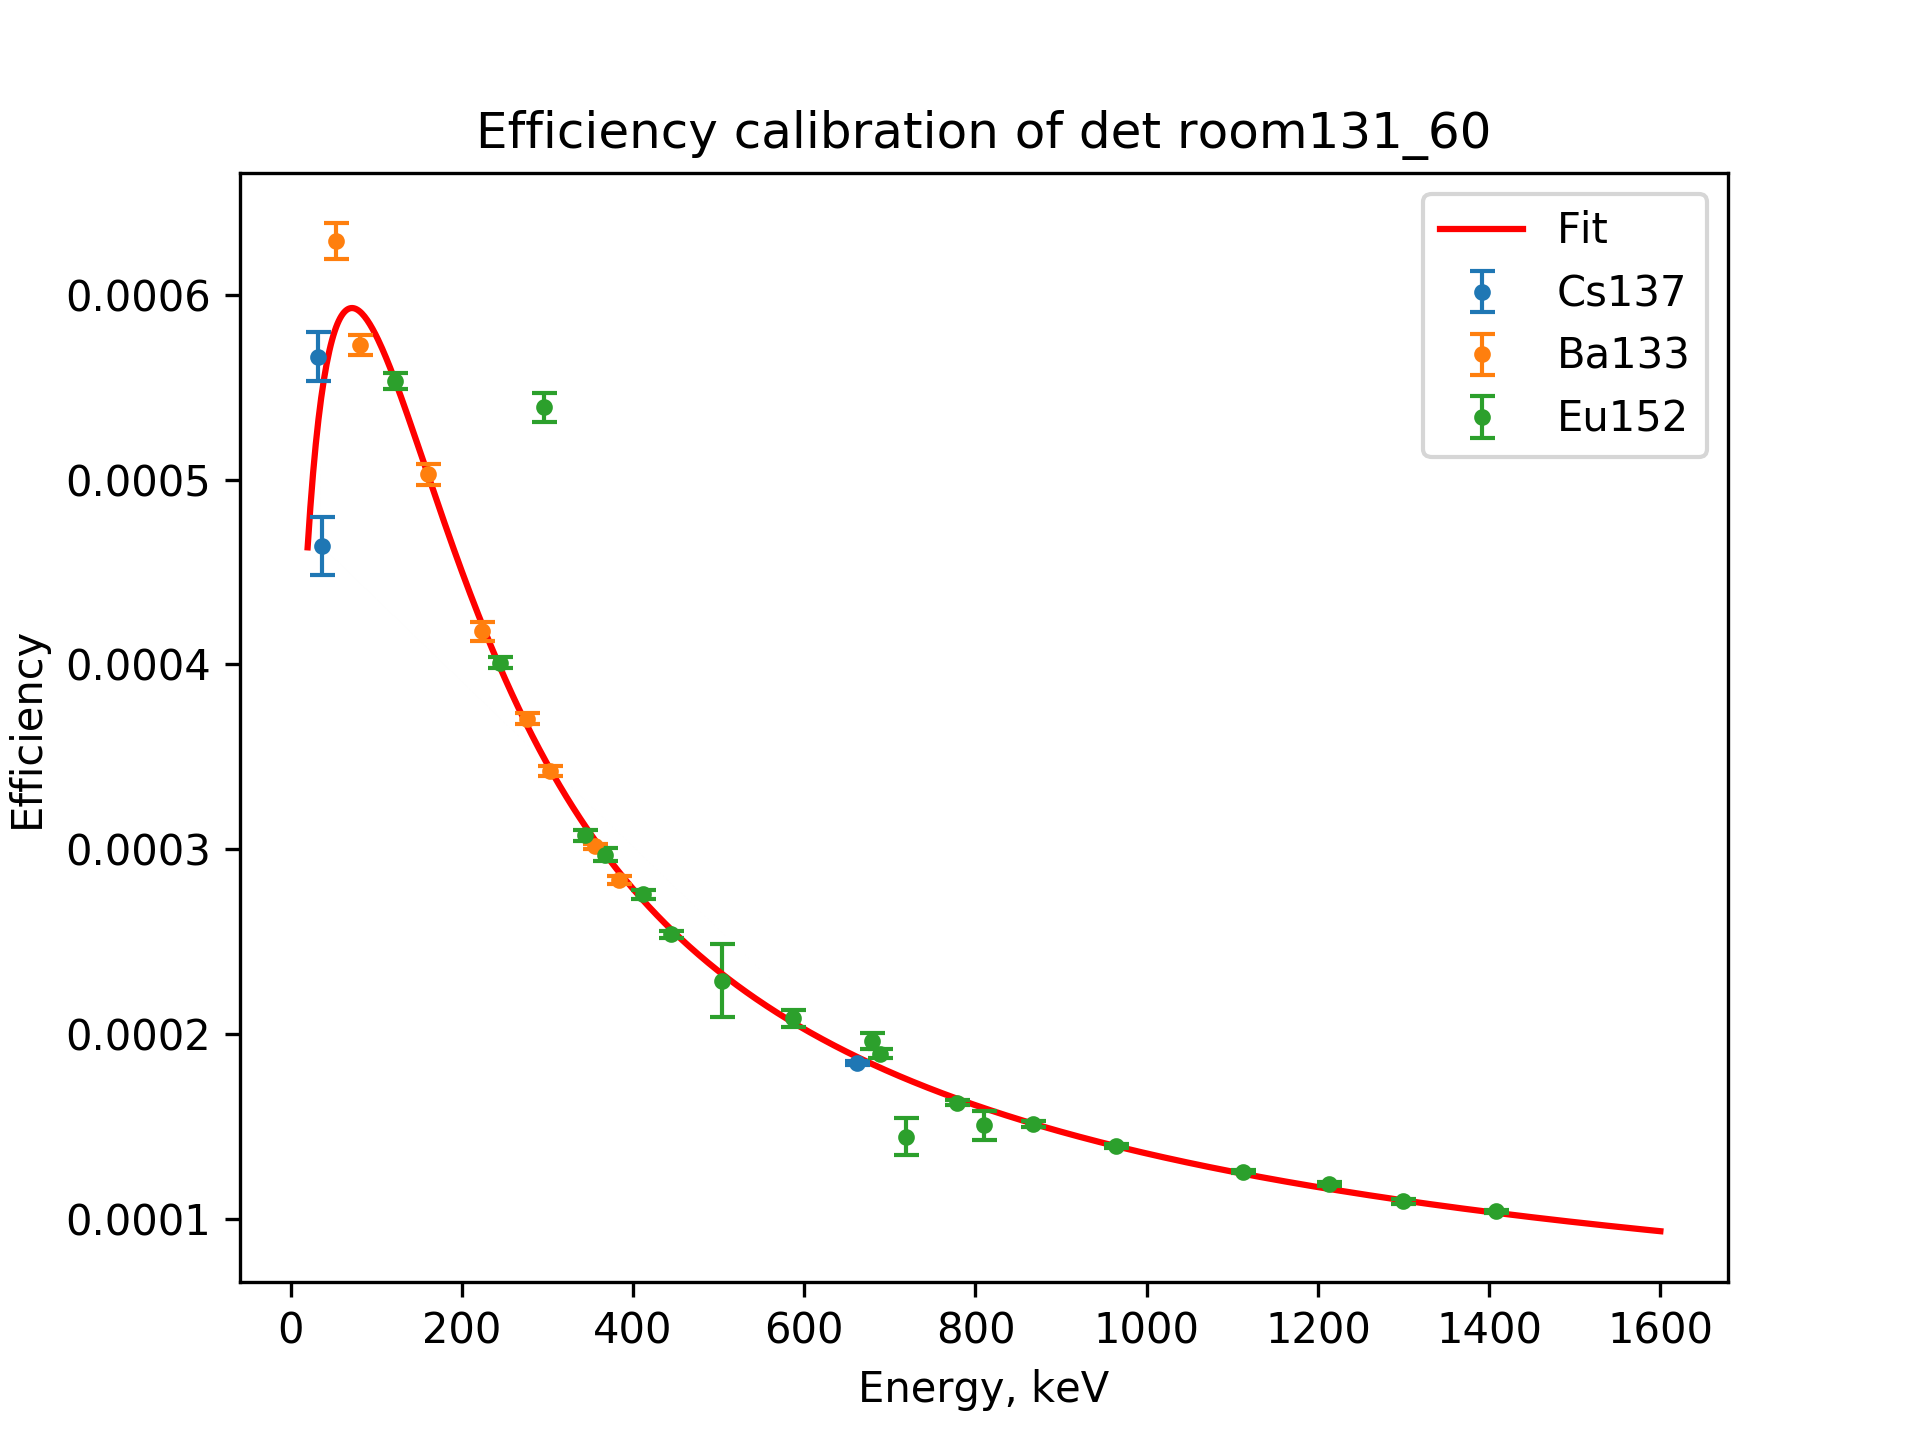 Efficiency calibration of det room131_60
Fit
Cs137
Ba133
Eu152
0.0006
0.0005
0.0004
0.0003
0.0002
0.0001
Efficiency
0 200 400 600 800 1000 1200 1400 1600
Energy, keV